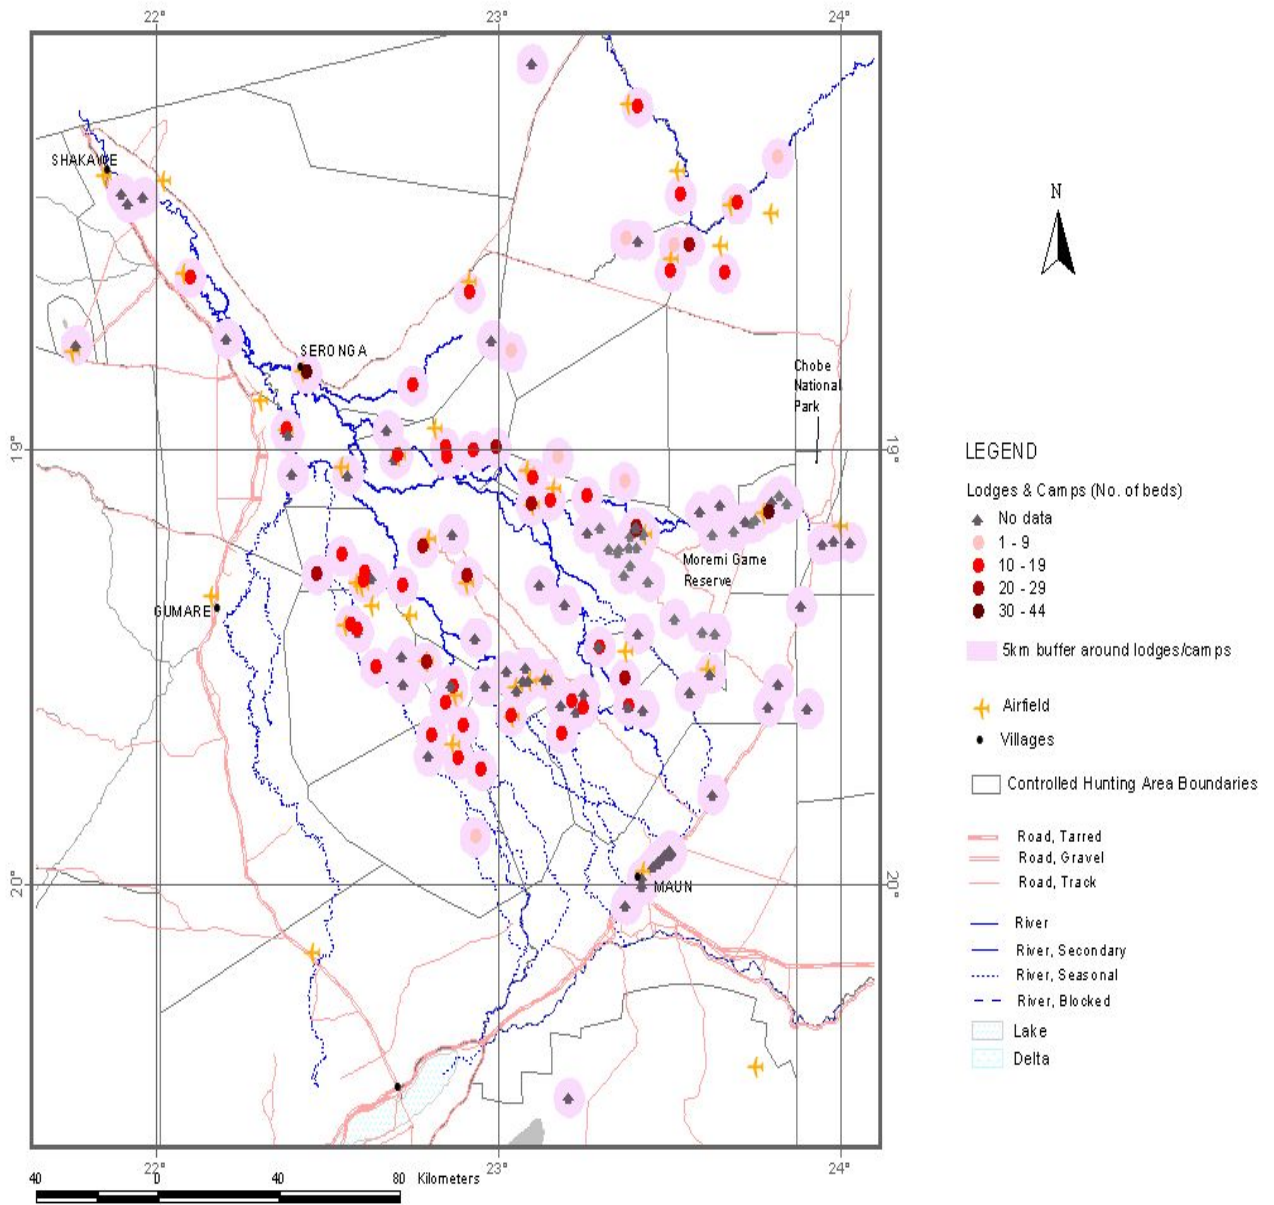 22°
23°
24°
N
SHAKAWE
SERONGA
Chobe
National
Park
19°
19°
Moremi Game
Reserve
GUMARE
20°
MAUN
20°
22°
23°
24°
40
0
40
80 Kilometers
LEGEND
Lodges & Camps (No. of beds)
No data
1 - 9
10 - 19
20 - 29
30 - 44
5km buffer around lodges/camps
Airfield
Villages
Controlled Hunting Area Boundaries
Road, Tarred
Road, Gravel
Road, Track
River
River, Secondary
River, Seasonal
River, Blocked
Lake
Delta